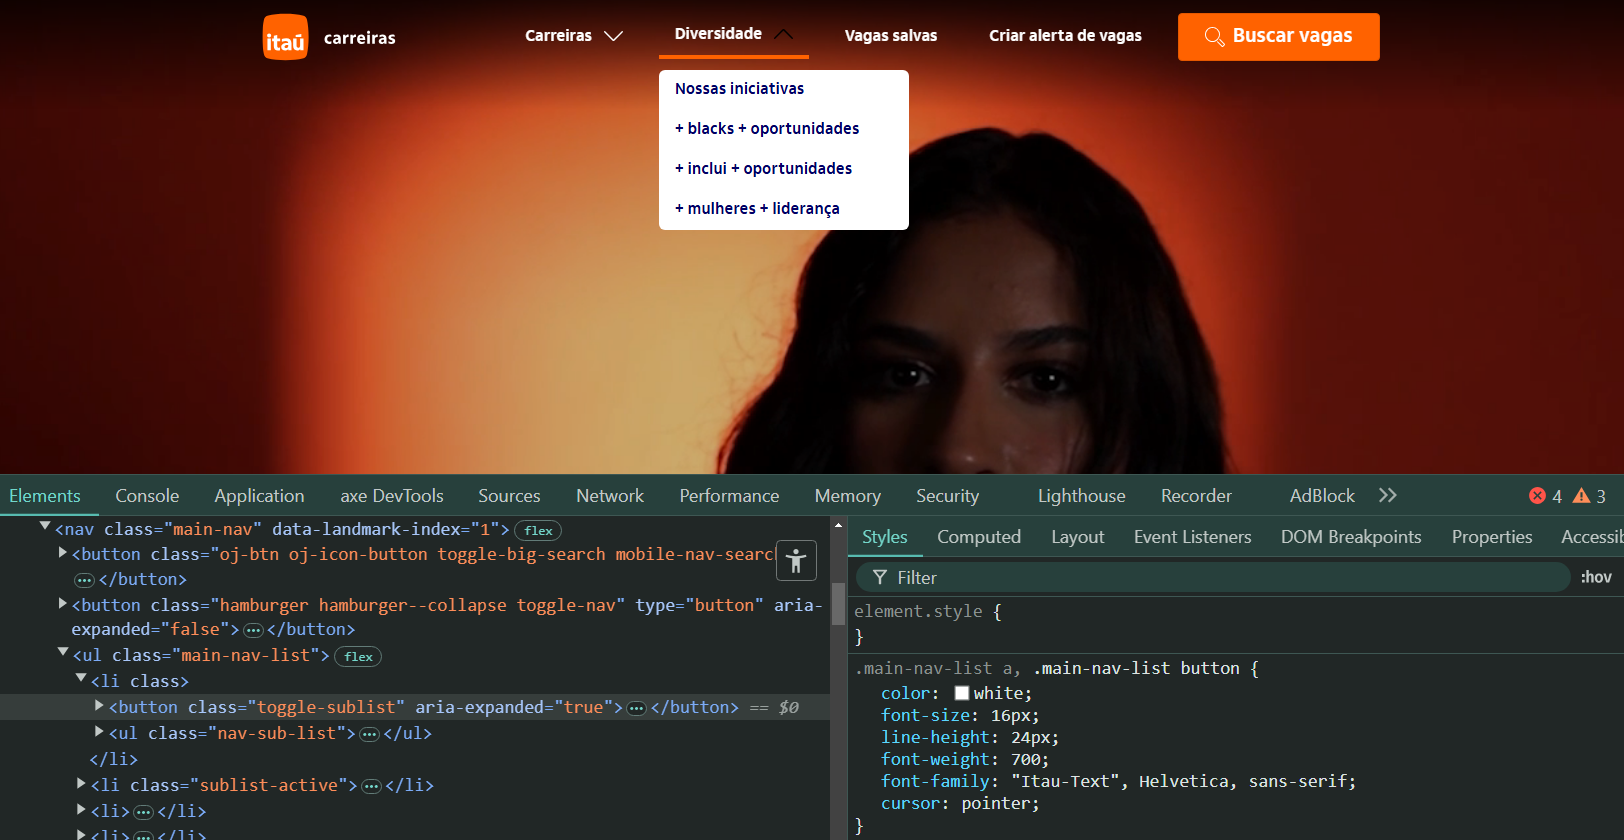 itaú carreiras Carreiras Diversidade Vagas salvas Criar alerta de vagas Buscar vagas
Nossas iniciativas
+ blacks + oportunidades
+ inclui + oportunidades
+ mulheres + liderança
Elements Console Application axe DevTools Sources Network Performance Memory Security Lighthouse Recorder AdBlock 4 3
<nav class="main-nav" data-landmark-index="1"> flex
<button class="oj-btn oj-icon-button toggle-big-search mobile-nav-searc
… </button>
<button class="hamburger hamburger--collapse toggle-nav" type="button" aria-
expanded="false"> … </button>
<ul class="main-nav-list"> flex
<li class>
<button class="toggle-sublist" aria-expanded="true"> … </button> == $0
<ul class="nav-sub-list"> … </ul>
</li>
<li class="sublist-active"> … </li>
<li> … </li>
<li> … </li>
Styles Computed Layout Event Listeners DOM Breakpoints Properties Accessib
Filter :hov
element.style {
}
.main-nav-list a, .main-nav-list button {
color: white;
font-size: 16px;
line-height: 24px;
font-weight: 700;
font-family: "Itau-Text", Helvetica, sans-serif;
cursor: pointer;
}